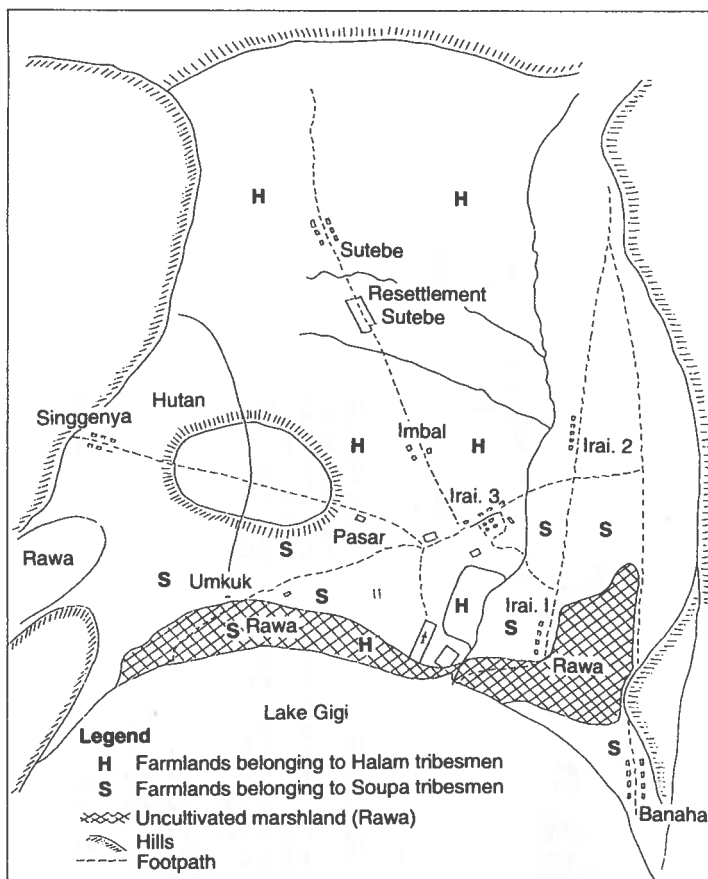 H
H
Sutebe
Resettlement
Sutebe
Hutan
Singgenya
Imbal
H
H
Irai. 2
Irai. 3
S
S
Pasar
S
Rawa
S
Umkuk
S
H
S
Irai. 1
S
Rawa
H
Rawa
Lake Gigi
S
Banaha
Legend
H Farmlands belonging to Halam tribesmen
S Farmlands belonging to Soupa tribesmen
Uncultivated marshland (Rawa)
Hills
Footpath